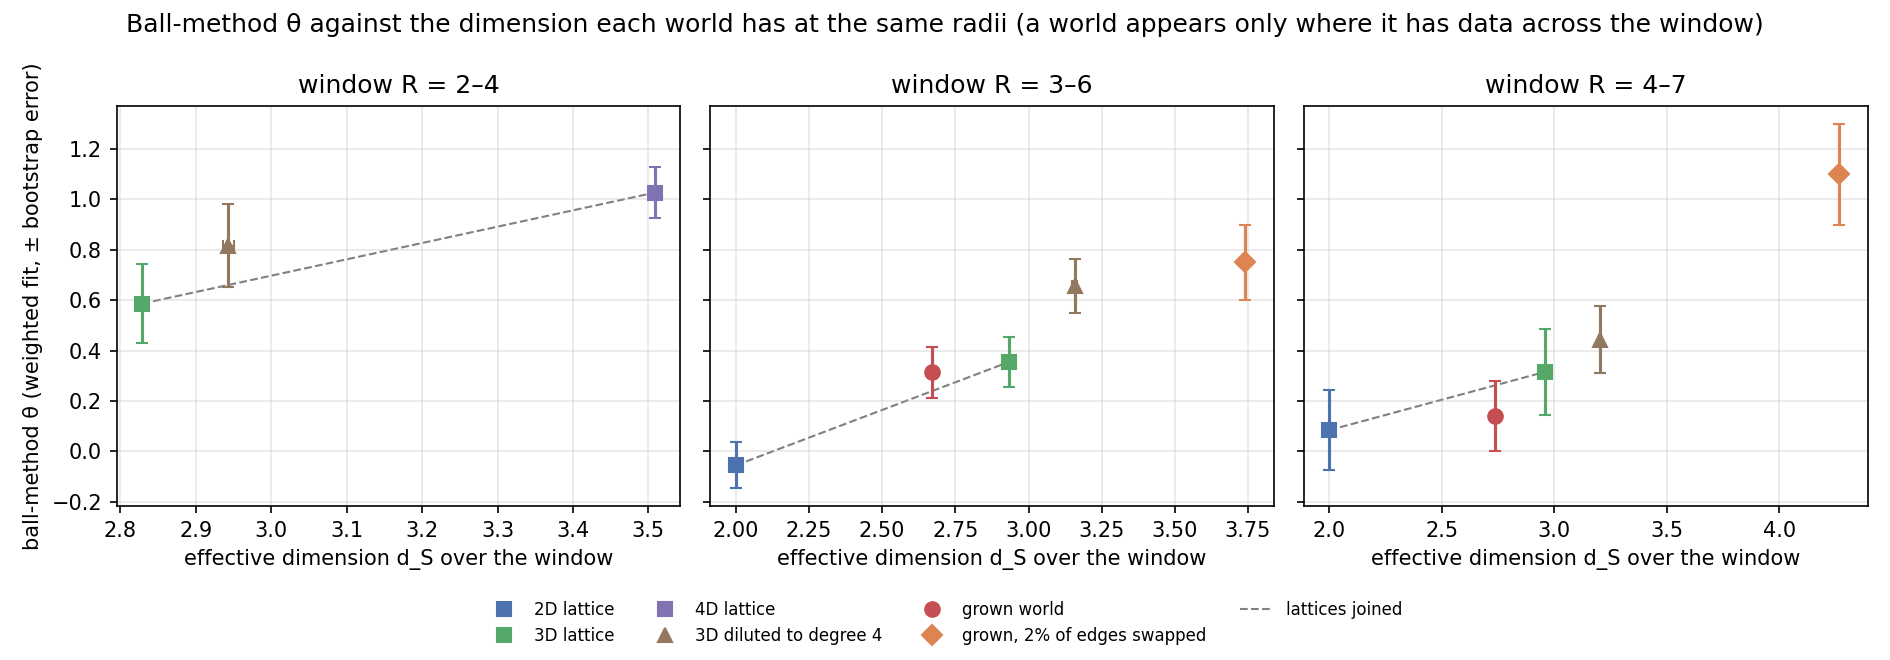 Ball-method θ against the dimension each world has at the same radii (a world appears only where it has data across the window)
window R = 2–4
window R = 3–6
window R = 4–7
ball-method θ (weighted fit, ± bootstrap error)
1.2
1.0
0.8
0.6
0.4
0.2
0.0
−0.2
2.8 2.9 3.0 3.1 3.2 3.3 3.4 3.5
2.00 2.25 2.50 2.75 3.00 3.25 3.50 3.75
2.0 2.5 3.0 3.5 4.0
effective dimension d_S over the window
effective dimension d_S over the window
effective dimension d_S over the window
2D lattice
3D lattice
4D lattice
3D diluted to degree 4
grown world
grown, 2% of edges swapped
lattices joined